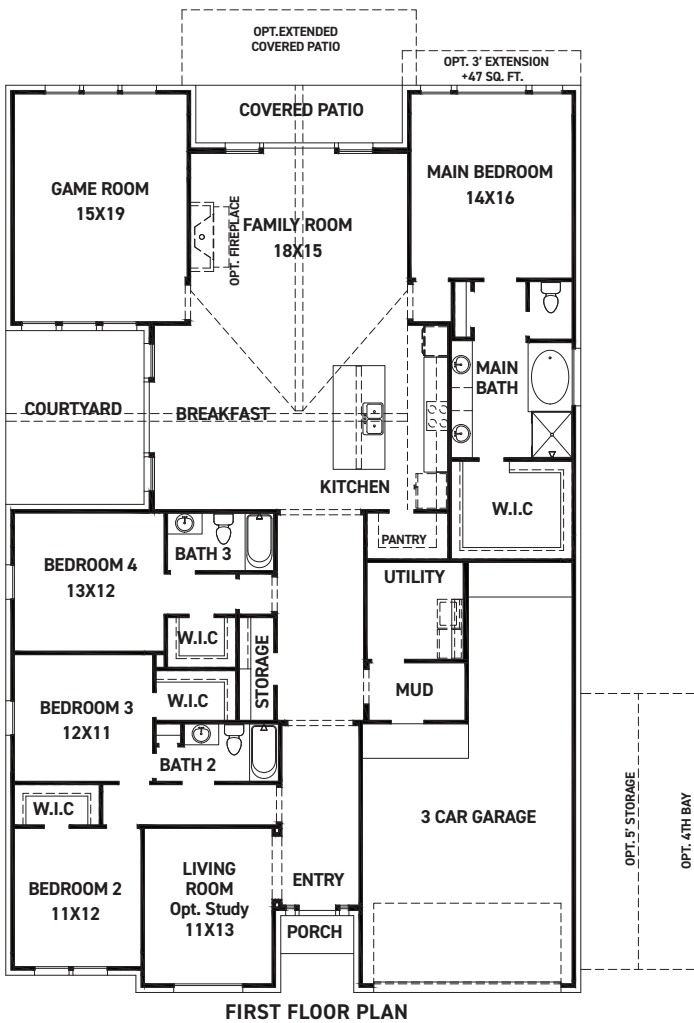 OPT.EXTENDED
COVERED PATIO
OPT. 3' EXTENSION
+47 SQ. FT.
COVERED PATIO
GAME ROOM
15X19
OPT. FIREPLACE
FAMILY ROOM
18X15
MAIN BEDROOM
14X16
MAIN
BATH
COURTYARD
BREAKFAST
KITCHEN
W.I.C
PANTRY
BEDROOM 4
13X12
BATH 3
UTILITY
W.I.C
STORAGE
MUD
BEDROOM 3
12X11
W.I.C
BATH 2
W.I.C
3 CAR GARAGE
OPT. 5' STORAGE
OPT. 4TH BAY
BEDROOM 2
11X12
LIVING
ROOM
Opt. Study
11X13
ENTRY
PORCH
FIRST FLOOR PLAN